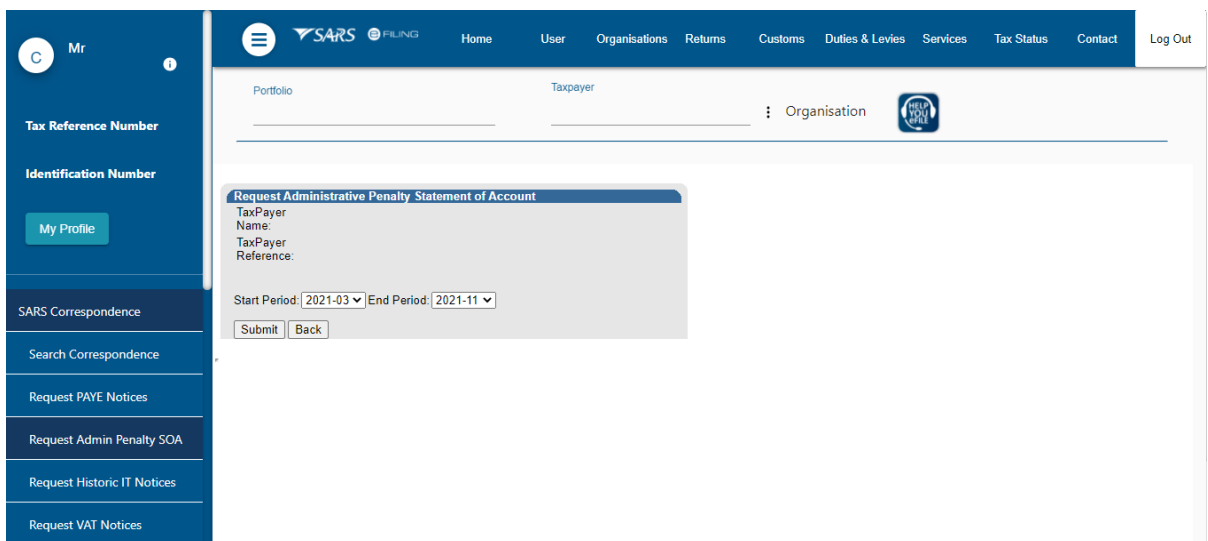 C
Mr
i
Tax Reference Number
Identification Number
My Profile
SARS Correspondence
Search Correspondence
Request PAYE Notices
Request Admin Penalty SOA
Request Historic IT Notices
Request VAT Notices
SARS eFILING Home User Organisations Returns Customs Duties & Levies Services Tax Status Contact Log Out
Portfolio Taxpayer
Organisation
HELP
YOU
eFILE
Request Administrative Penalty Statement of Account
TaxPayer
Name:
TaxPayer
Reference:
Start Period: 2021-03 End Period: 2021-11
Submit Back